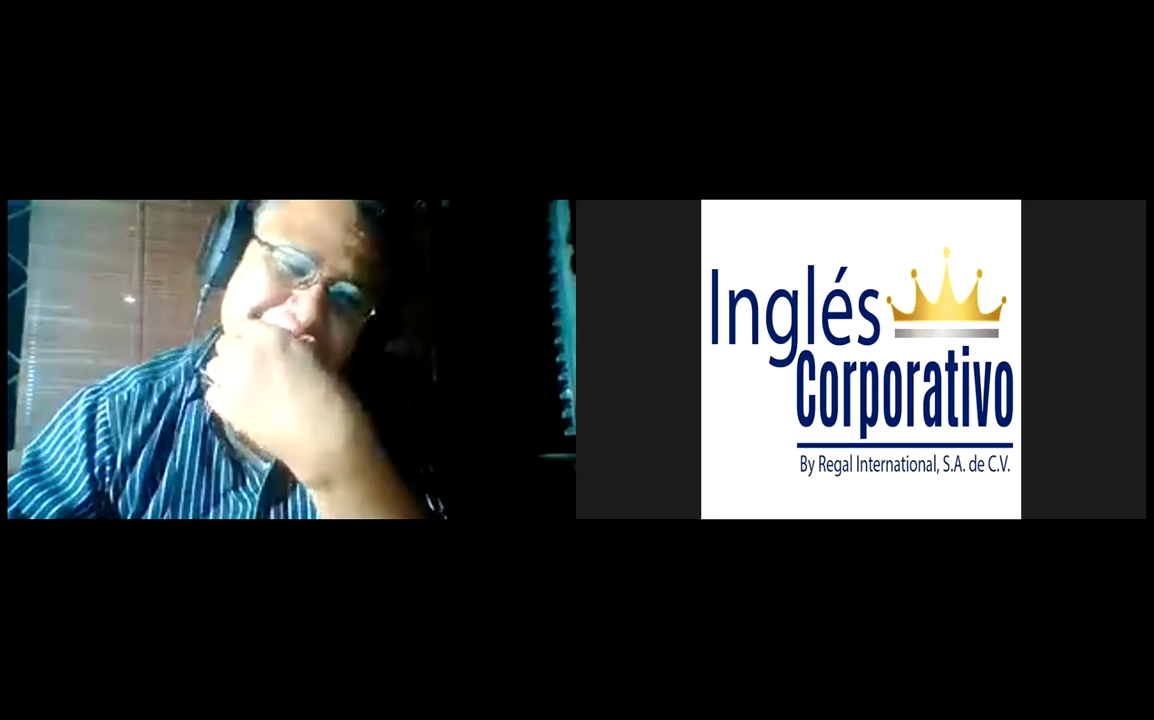 Inglés
Corporativo
By Regal International, S.A. de C.V.